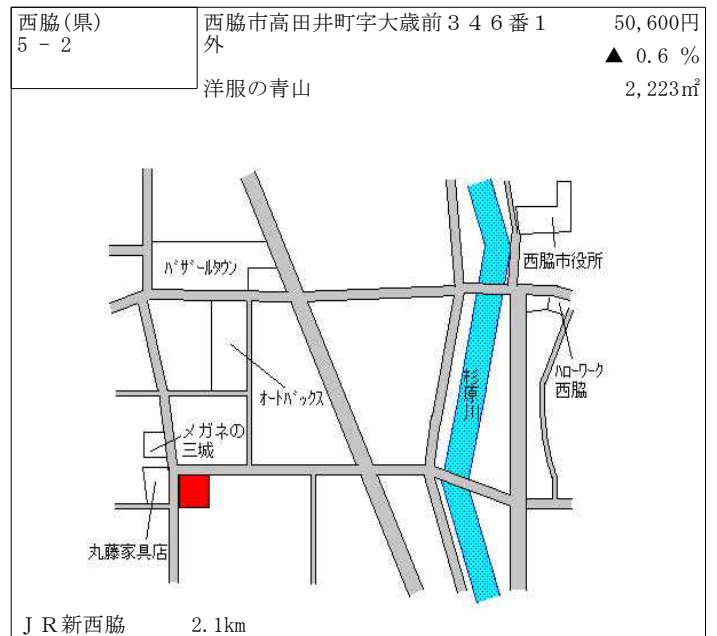 西脇(県)
5 － 2
西脇市高田井町字大歳前３４６番１
外
50,600円
▲ 0.6 %
洋服の青山
2,223㎡
ﾊﾞｻﾞｰﾙﾀｳﾝ
西脇市役所
ﾊﾛｰﾜｰｸ
西脇
杉原川
ｵｰﾄﾊﾞｯｸｽ
メガネの
三城
丸藤家具店
ＪＲ新西脇
2.1km